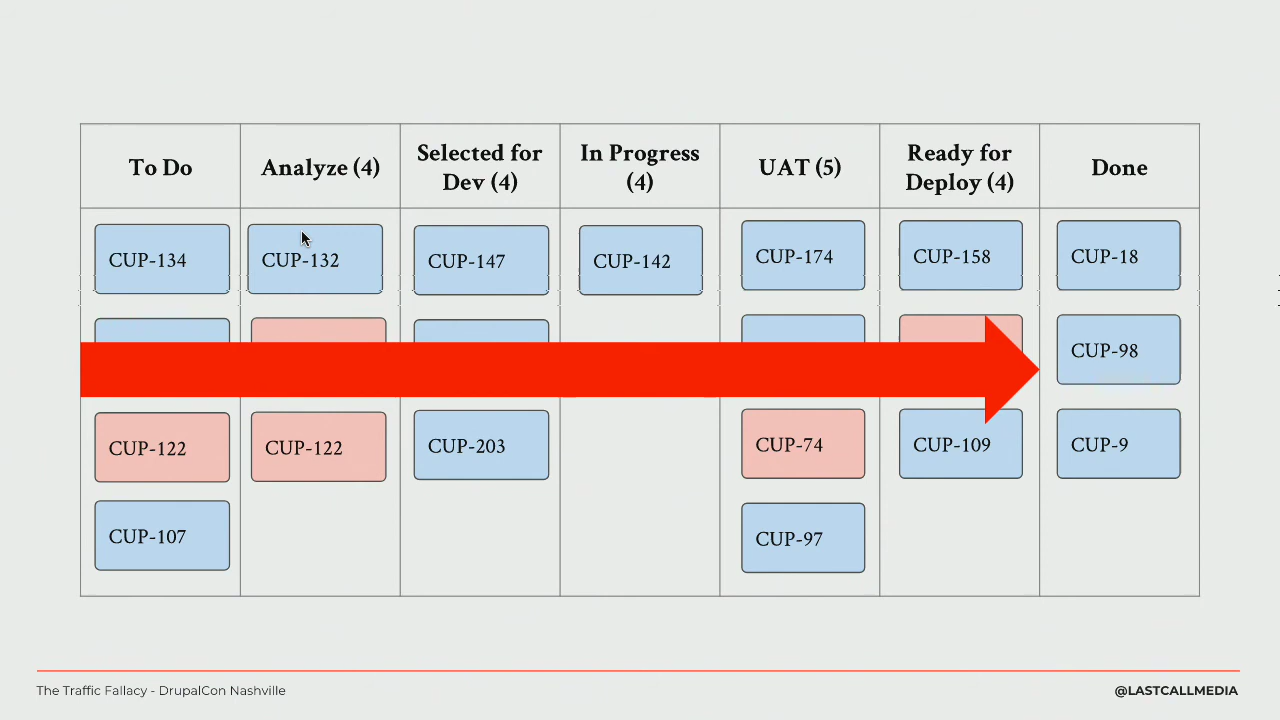 To Do
Analyze (4)
Selected for
Dev (4)
In Progress
(4)
UAT (5)
Ready for
Deploy (4)
Done
CUP-134
CUP-132
CUP-147
CUP-142
CUP-174
CUP-158
CUP-18
CUP-98
CUP-122
CUP-122
CUP-203
CUP-74
CUP-109
CUP-9
CUP-107
CUP-97
The Traffic Fallacy - DrupalCon Nashville
@LASTCALLMEDIA